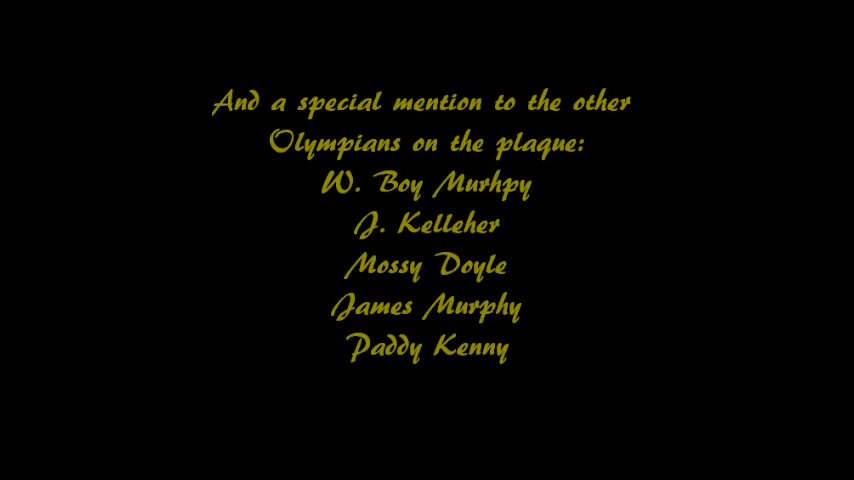 And a special mention to the other
Olympians on the plaque:
W. Boy Murhpy
J. Kelleher
Mossy Doyle
James Murphy
Paddy Kenny